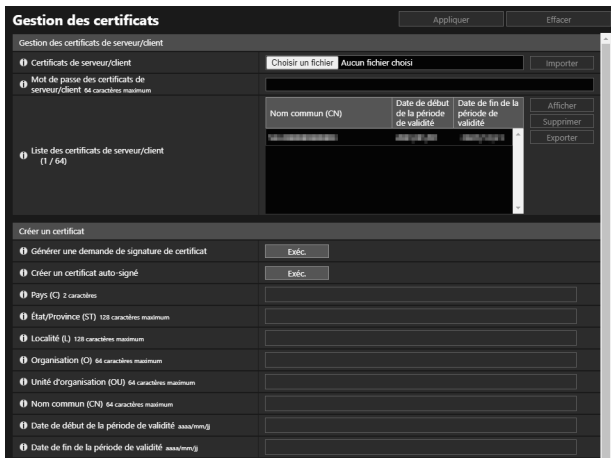 Gestion des certificats
Appliquer
Effacer
Gestion des certificats de serveur/client
Certificats de serveur/client
Choisir un fichier Aucun fichier choisi
Importer
Mot de passe des certificats de
serveur/client 64 caractères maximum
Liste des certificats de serveur/client
(1 / 64)
Nom commun (CN)
Date de début
de la période
de validité
Date de fin de la
période de
validité
Afficher
Supprimer
Exporter
Créer un certificat
Générer une demande de signature de certificat
Exéc.
Créer un certificat auto-signé
Exéc.
Pays (C) 2 caractères
État/Province (ST) 128 caractères maximum
Localité (L) 128 caractères maximum
Organisation (O) 64 caractères maximum
Unité d'organisation (OU) 64 caractères maximum
Nom commun (CN) 64 caractères maximum
Date de début de la période de validité aaaa/mm/jj
Date de fin de la période de validité aaaa/mm/jj